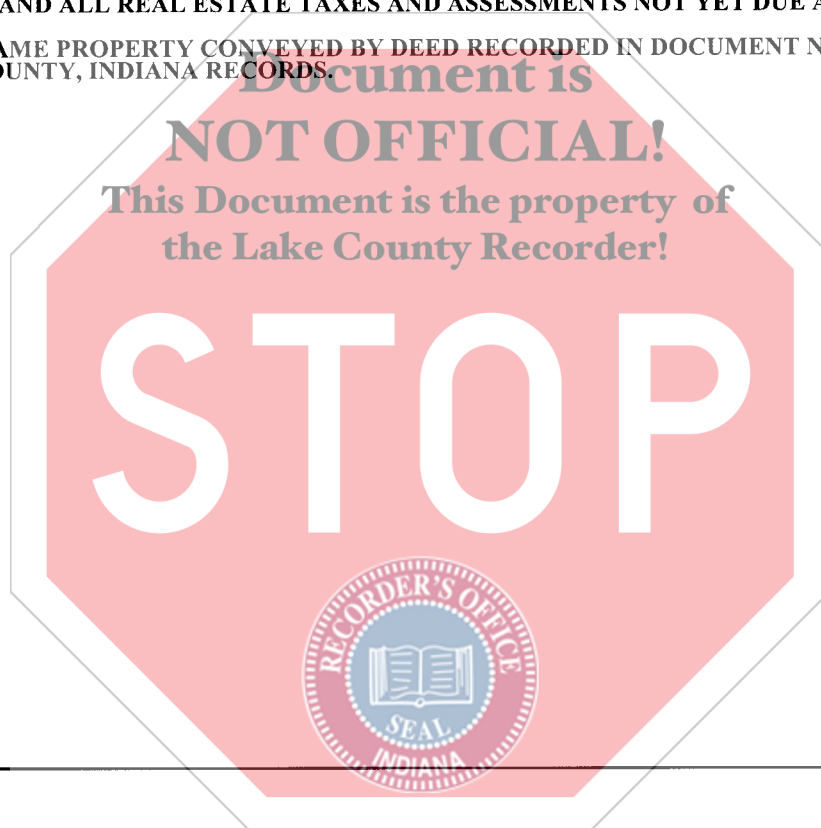 AND ALL REAL ESTATE TAXES AND ASSESSMENTS NOT YET DUE A
AME PROPERTY CONVEYED BY DEED RECORDED IN DOCUMENT N
OUNTY, INDIANA RECORDS.
Document is
NOT OFFICIAL!
This Document is the property of
the Lake County Recorder!
STOP
RECORDER'S OFFICE
SEAL
INDIANA